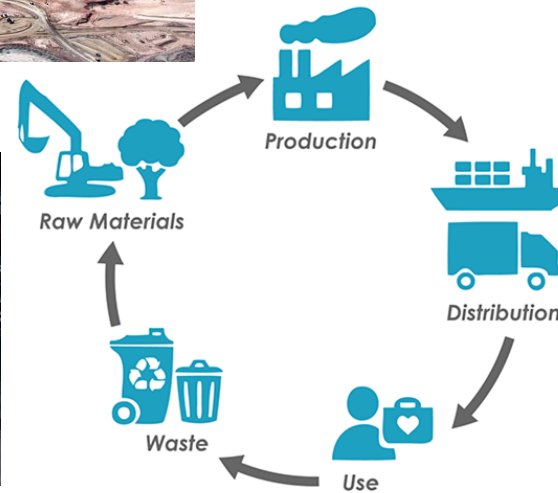 Production
Raw Materials
Distribution
Waste
Use